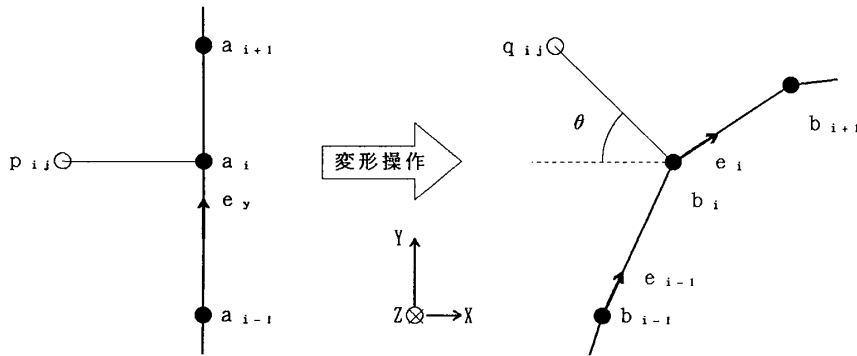 a i+1
p ij
a i
e y
a i-1
変形操作
Y
Z
X
q ij
θ
b i+1
e i
b i
e i-1
b i-1